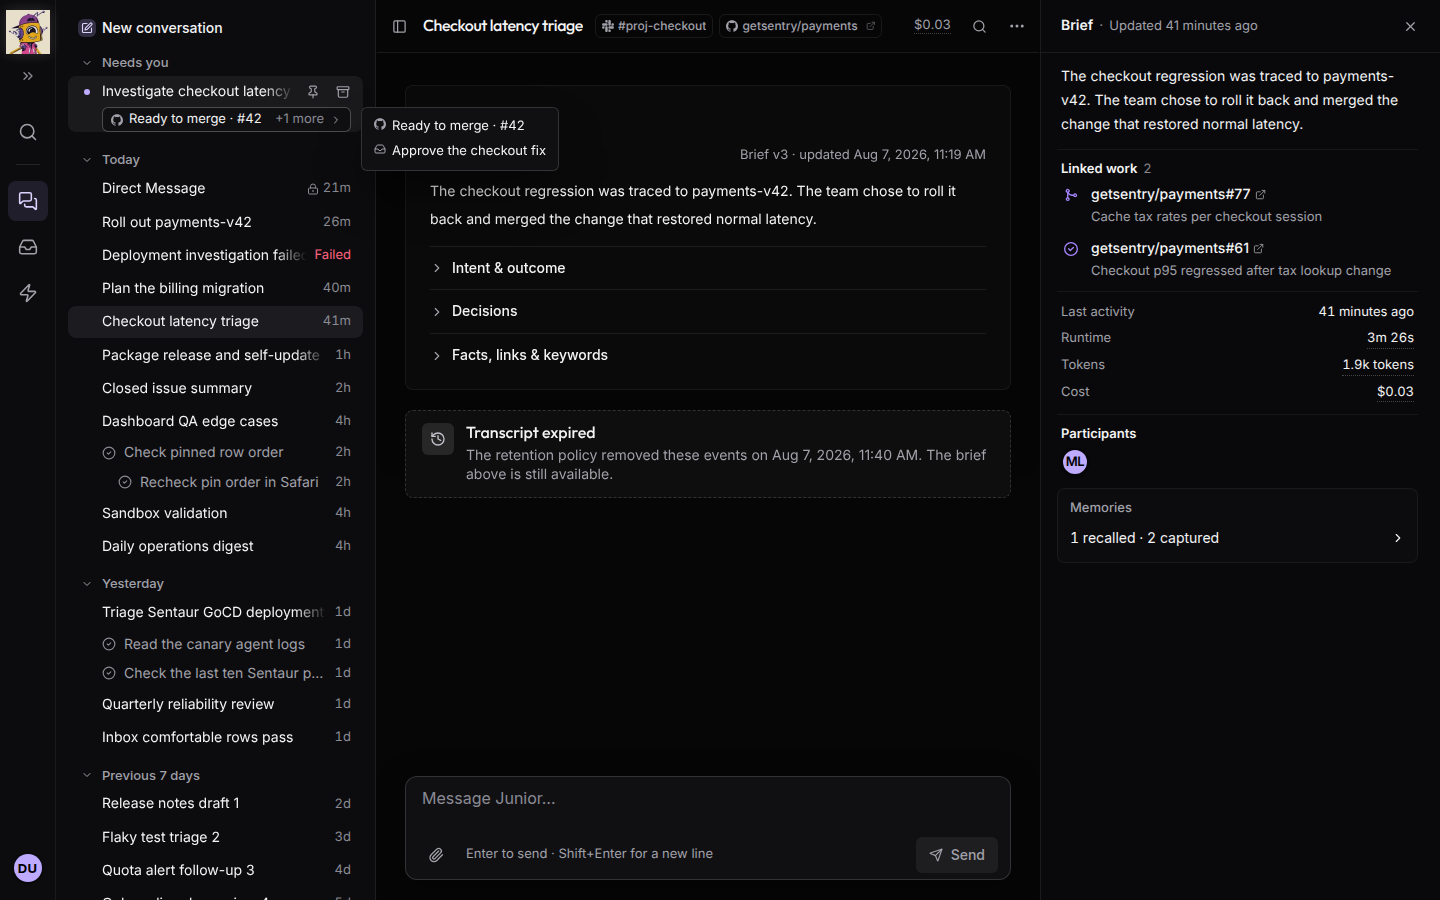 New conversation
Needs you
Investigate checkout latency
Ready to merge · #42 +1 more
Today
Direct Message 21m
Roll out payments-v42 26m
Deployment investigation failed Failed
Plan the billing migration 40m
Checkout latency triage 41m
Package release and self-update 1h
Closed issue summary 2h
Dashboard QA edge cases 4h
Check pinned row order 2h
Recheck pin order in Safari 2h
Sandbox validation 4h
Daily operations digest 4h
Yesterday
Triage Sentaur GoCD deployment 1d
Read the canary agent logs 1d
Check the last ten Sentaur p... 1d
Quarterly reliability review 1d
Inbox comfortable rows pass 1d
Previous 7 days
Release notes draft 1 2d
Flaky test triage 2 3d
Quota alert follow-up 3 4d
DU
Checkout latency triage #proj-checkout getsentry/payments $0.03
Ready to merge · #42
Approve the checkout fix
Brief v3 · updated Aug 7, 2026, 11:19 AM
The checkout regression was traced to payments-v42. The team chose to roll it
back and merged the change that restored normal latency.
Intent & outcome
Decisions
Facts, links & keywords
Transcript expired
The retention policy removed these events on Aug 7, 2026, 11:40 AM. The brief
above is still available.
Message Junior...
Enter to send · Shift+Enter for a new line
Send
Brief · Updated 41 minutes ago
The checkout regression was traced to payments-
v42. The team chose to roll it back and merged the
change that restored normal latency.
Linked work 2
getsentry/payments#77
Cache tax rates per checkout session
getsentry/payments#61
Checkout p95 regressed after tax lookup change
Last activity 41 minutes ago
Runtime 3m 26s
Tokens 1.9k tokens
Cost $0.03
Participants
ML
Memories
1 recalled · 2 captured